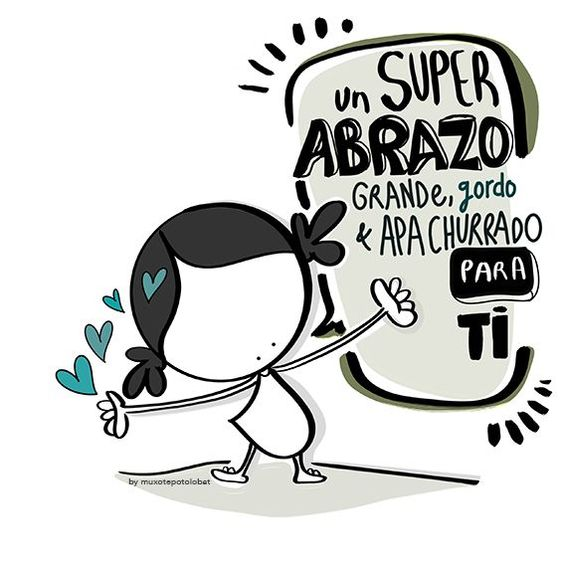 un SUPER
ABRAZO
GRANDe, gordo
& APACHURRADO
PARA
Ti
by muxotepotolobat